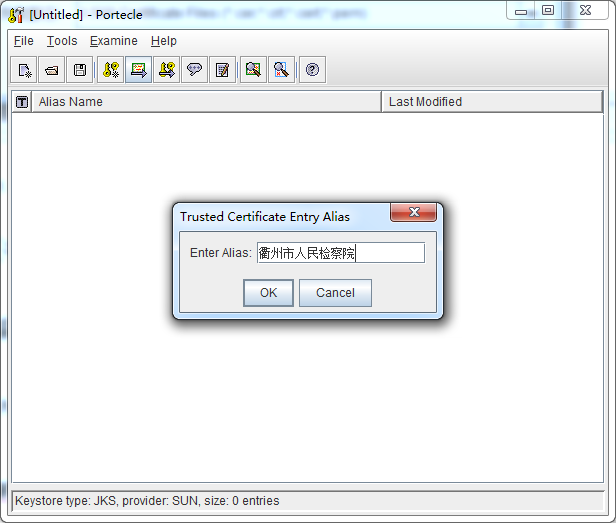 [Untitled] - Portecle
File Tools Examine Help
T Alias Name Last Modified
Trusted Certificate Entry Alias
Enter Alias: 衢州市人民检察院
OK Cancel
Keystore type: JKS, provider: SUN, size: 0 entries